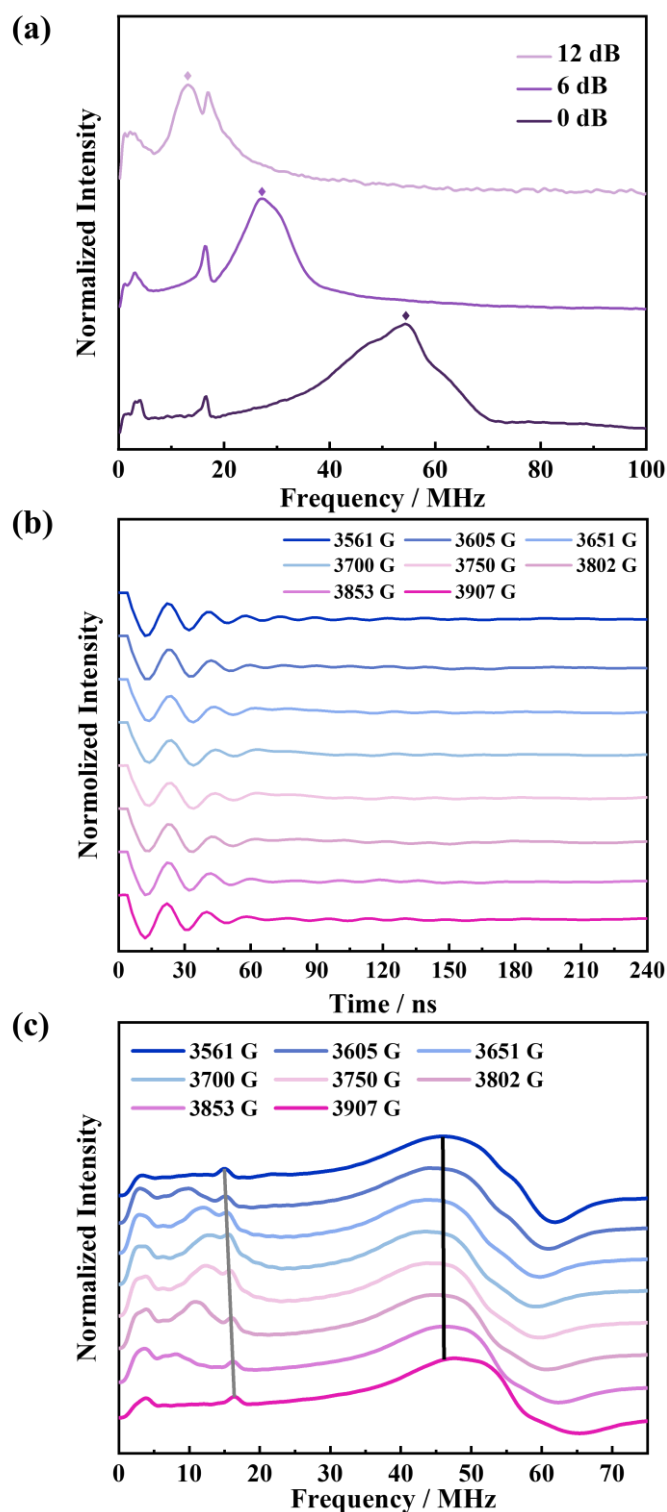 (a)
12 dB
6 dB
0 dB
Normalized Intensity
0 20 40 60 80 100
Frequency / MHz
(b)
3561 G 3605 G 3651 G
3700 G 3750 G 3802 G
3853 G 3907 G
Normolized Intensity
0 30 60 90 120 150 180 210 240
Time / ns
(c)
3561 G 3605 G 3651 G
3700 G 3750 G 3802 G
3853 G 3907 G
Normalized Intensity
0 10 20 30 40 50 60 70
Frequency / MHz